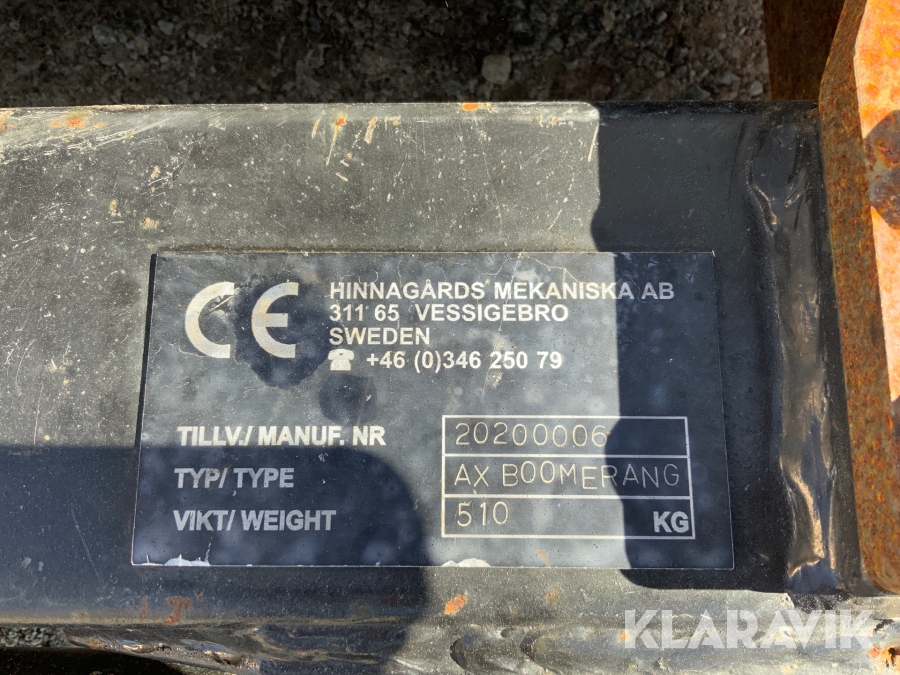 CE
HINNAGÅRDS MEKANISKA AB
311 65 VESSIGEBRO
SWEDEN
☎ +46 (0)346 250 79
TILLV./ MANUF. NR 20200006
TYP/ TYPE AX BOOMERANG
VIKT/ WEIGHT 510 KG
KLARAVIK